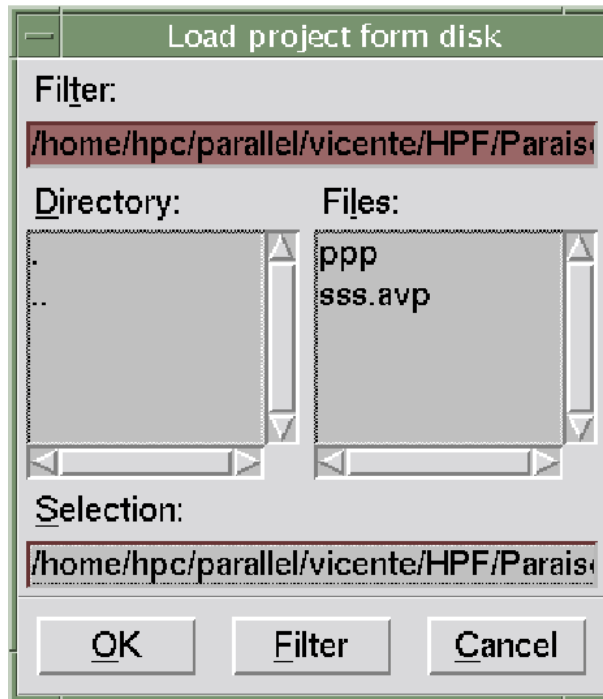 Load project form disk
Filter:
/home/hpc/parallel/vicente/HPF/Parais
Directory: Files:
. ppp
.. sss.avp
Selection:
/home/hpc/parallel/vicente/HPF/Parais
OK Filter Cancel